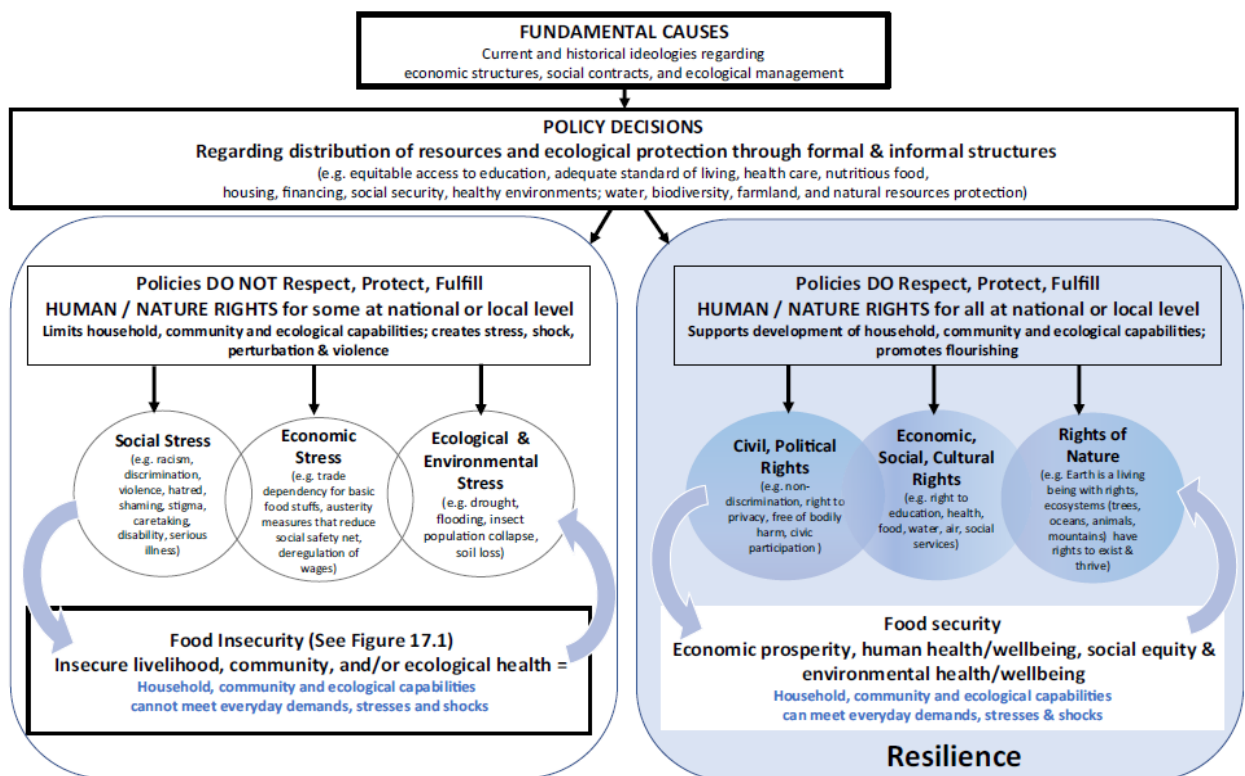 FUNDAMENTAL CAUSES
Current and historical ideologies regarding
economic structures, social contracts, and ecological management
POLICY DECISIONS
Regarding distribution of resources and ecological protection through formal & informal structures
(e.g. equitable access to education, adequate standard of living, health care, nutritious food,
housing, financing, social security, healthy environments; water, biodiversity, farmland, and natural resources protection)
Policies DO NOT Respect, Protect, Fulfill
HUMAN / NATURE RIGHTS for some at national or local level
Limits household, community and ecological capabilities; creates stress, shock,
perturbation & violence
Social Stress
(e.g. racism,
discrimination,
violence, hatred,
shaming, stigma,
caretaking,
disability, serious
illness)
Economic
Stress
(e.g. trade
dependency for basic
food stuffs, austerity
measures that reduce
social safety net,
deregulation of
wages)
Ecological &
Environmental
Stress
(e.g. drought,
flooding, insect
population collapse,
soil loss)
Food Insecurity (See Figure 17.1)
Insecure livelihood, community, and/or ecological health =
Household, community and ecological capabilities
cannot meet everyday demands, stresses and shocks
Policies DO Respect, Protect, Fulfill
HUMAN / NATURE RIGHTS for all at national or local level
Supports development of household, community and ecological capabilities;
promotes flourishing
Civil, Political
Rights
(e.g. non-
discrimination, right to
privacy, free of bodily
harm, civic
participation )
Economic,
Social, Cultural
Rights
(e.g. right to
education, health,
food, water, air, social
services)
Rights of
Nature
(e.g. Earth is a living
being with rights,
ecosystems (trees,
oceans, animals,
mountains) have
rights to exist &
thrive)
Food security
Economic prosperity, human health/wellbeing, social equity &
environmental health/wellbeing
Household, community and ecological capabilities
can meet everyday demands, stresses & shocks
Resilience